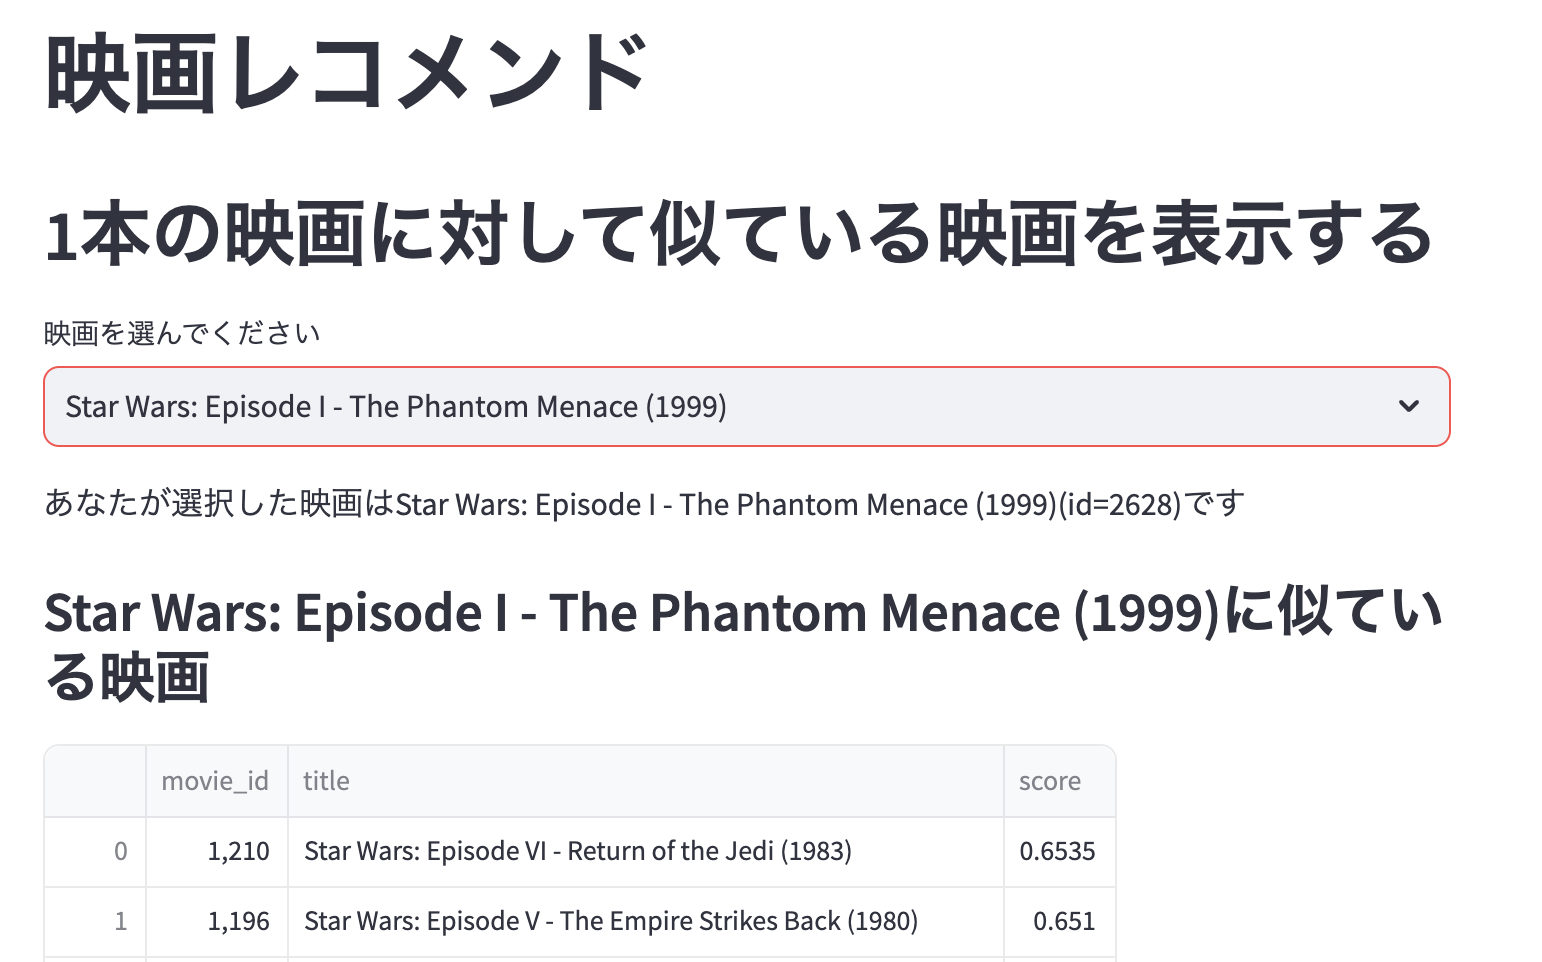 映画レコメンド
1本の映画に対して似ている映画を表示する
映画を選んでください
Star Wars: Episode I - The Phantom Menace (1999)
あなたが選択した映画はStar Wars: Episode I - The Phantom Menace (1999)(id=2628)です
Star Wars: Episode I - The Phantom Menace (1999)に似てい
る映画
movie_id title score
0 1,210 Star Wars: Episode VI - Return of the Jedi (1983) 0.6535
1 1,196 Star Wars: Episode V - The Empire Strikes Back (1980) 0.651